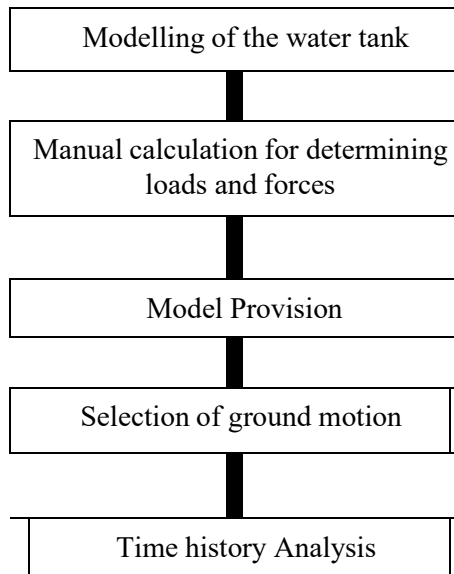 Modelling of the water tank
Manual calculation for determining
loads and forces
Model Provision
Selection of ground motion
Time history Analysis